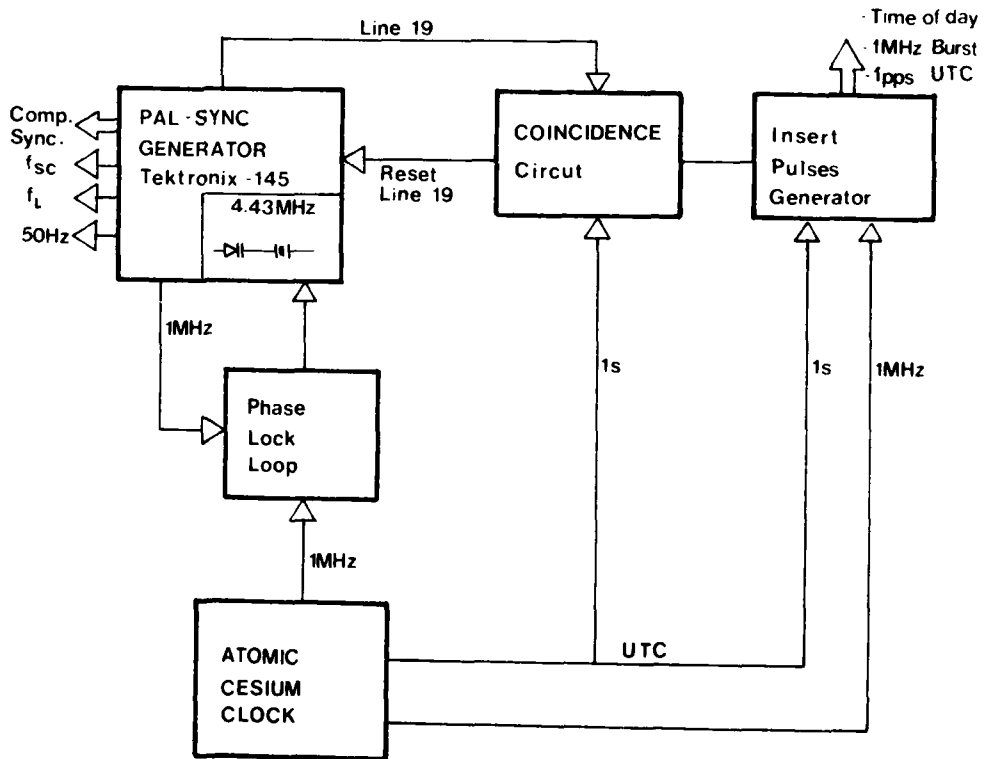 Line 19
- Time of day
- 1MHz Burst
- 1pps UTC
Comp.
Sync.
fsc
fL
50Hz
PAL-SYNC
GENERATOR
Tektronix-145
4.43MHz
Reset
Line 19
COINCIDENCE
Circut
Insert
Pulses
Generator
1MHz
1s
1s
1MHz
Phase
Lock
Loop
1MHz
UTC
ATOMIC
CESIUM
CLOCK